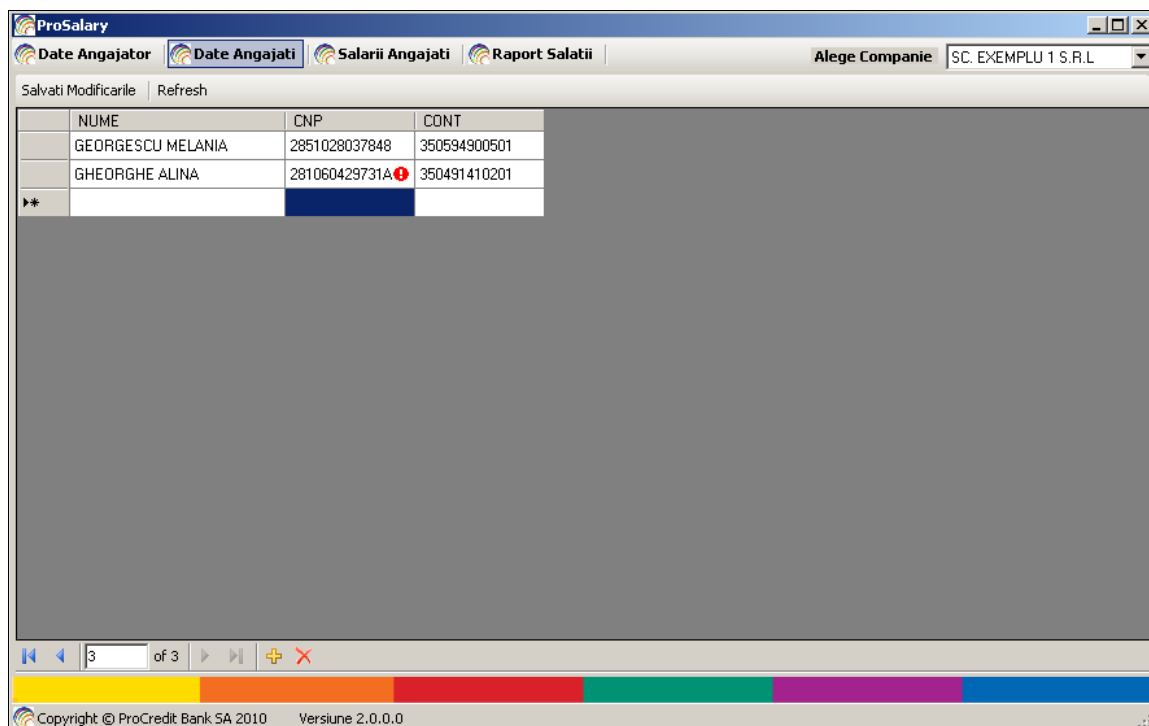 ProSalary
Date Angajator Date Angajati Salarii Angajati Raport Salatii Alege Companie SC. EXEMPLU 1 S.R.L
Salvati Modificarile Refresh
NUME CNP CONT
GEORGESCU MELANIA 2851028037848 350594900501
GHEORGHE ALINA 281060429731A 350491410201
3 of 3
Copyright © ProCredit Bank SA 2010 Versiune 2.0.0.0